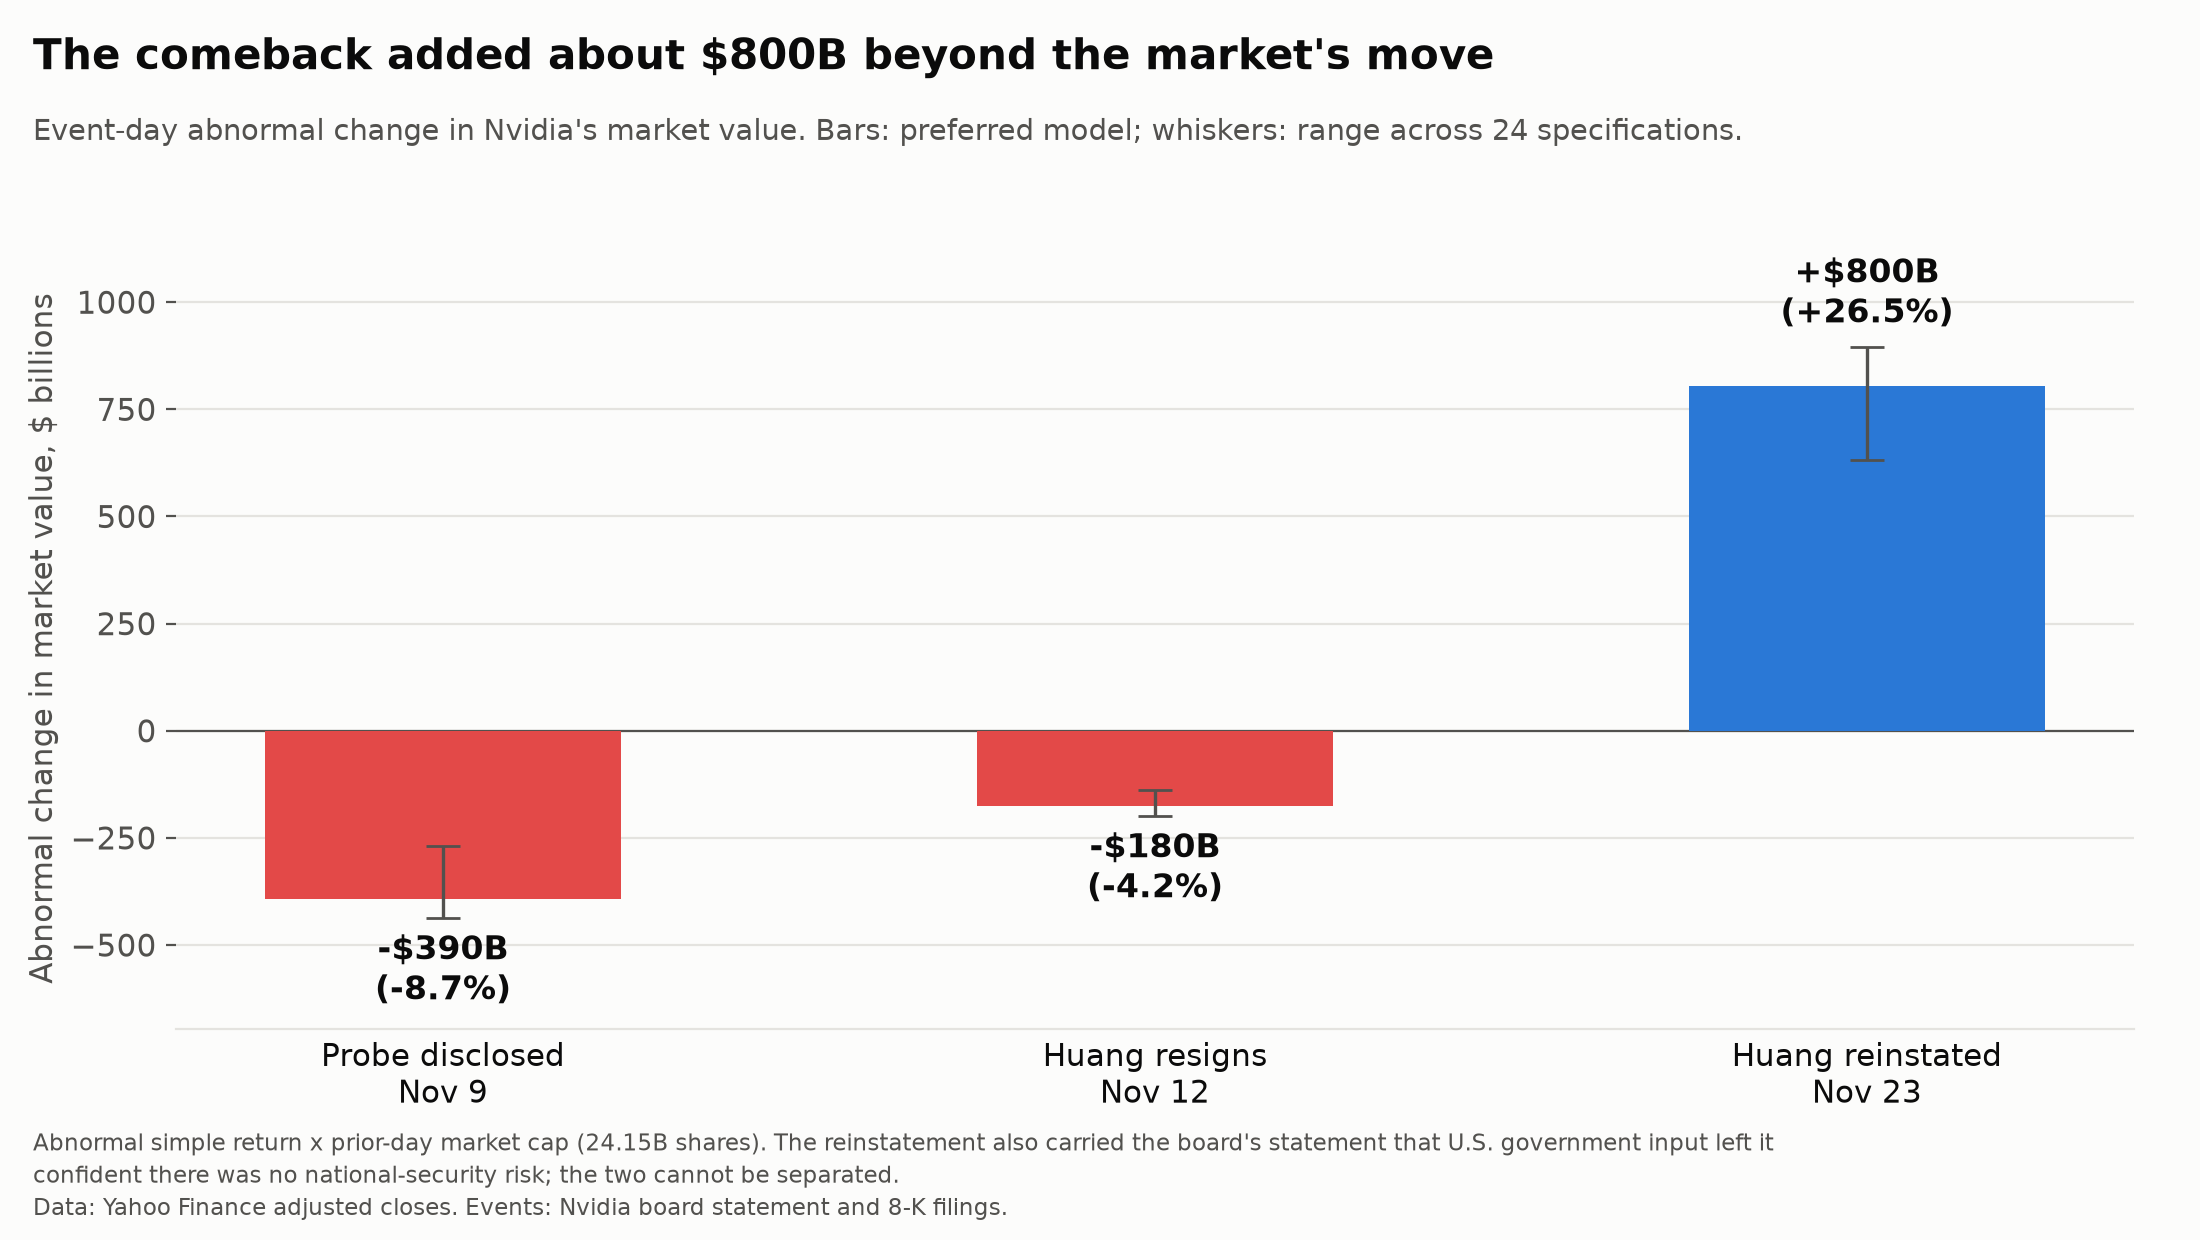 The comeback added about $800B beyond the market's move
Event-day abnormal change in Nvidia's market value. Bars: preferred model; whiskers: range across 24 specifications.
Abnormal change in market value, $ billions
1000
750
500
250
0
−250
−500
-$390B
(-8.7%)
-$180B
(-4.2%)
+$800B
(+26.5%)
Probe disclosed
Nov 9
Huang resigns
Nov 12
Huang reinstated
Nov 23
Abnormal simple return x prior-day market cap (24.15B shares). The reinstatement also carried the board's statement that U.S. government input left it
confident there was no national-security risk; the two cannot be separated.
Data: Yahoo Finance adjusted closes. Events: Nvidia board statement and 8-K filings.